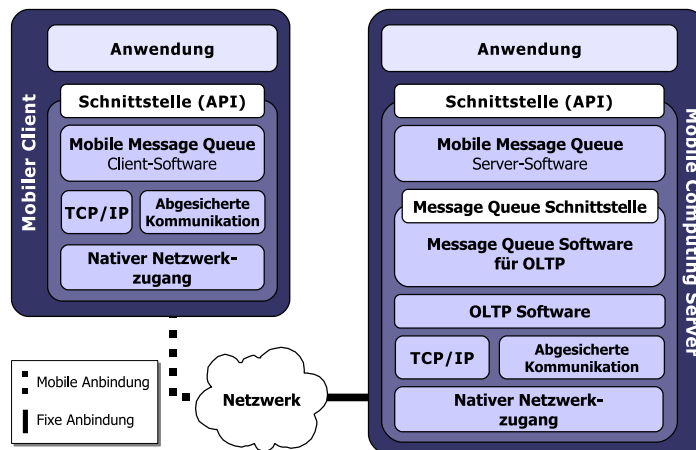 Mobiler Client
Anwendung
Schnittstelle (API)
Mobile Message Queue
Client-Software
TCP/IP
Abgesicherte
Kommunikation
Nativer Netzwerk-
zugang
Mobile Anbindung
Fixe Anbindung
Netzwerk
Mobile Computing Server
Anwendung
Schnittstelle (API)
Mobile Message Queue
Server-Software
Message Queue Schnittstelle
Message Queue Software
für OLTP
OLTP Software
TCP/IP
Abgesicherte
Kommunikation
Nativer Netzwerk-
zugang